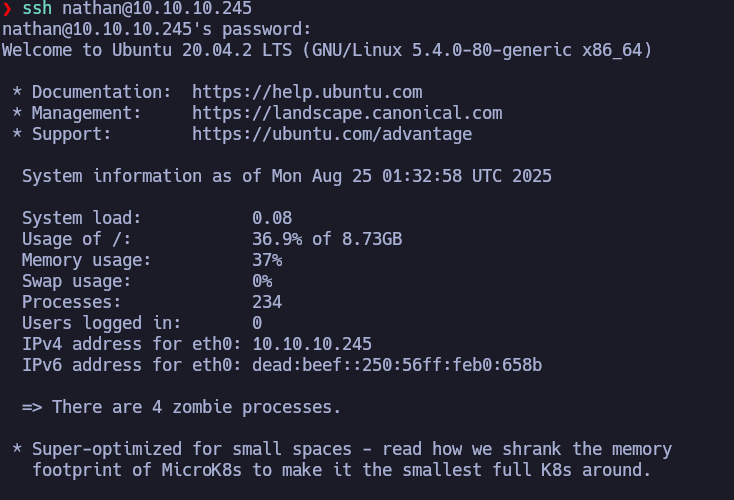 ❯ ssh nathan@10.10.10.245
nathan@10.10.10.245's password:
Welcome to Ubuntu 20.04.2 LTS (GNU/Linux 5.4.0-80-generic x86_64)
* Documentation:  https://help.ubuntu.com
* Management:     https://landscape.canonical.com
* Support:        https://ubuntu.com/advantage
System information as of Mon Aug 25 01:32:58 UTC 2025
System load:           0.08
Usage of /:            36.9% of 8.73GB
Memory usage:          37%
Swap usage:            0%
Processes:             234
Users logged in:       0
IPv4 address for eth0: 10.10.10.245
IPv6 address for eth0: dead:beef::250:56ff:feb0:658b
=> There are 4 zombie processes.
* Super-optimized for small spaces - read how we shrank the memory
footprint of MicroK8s to make it the smallest full K8s around.